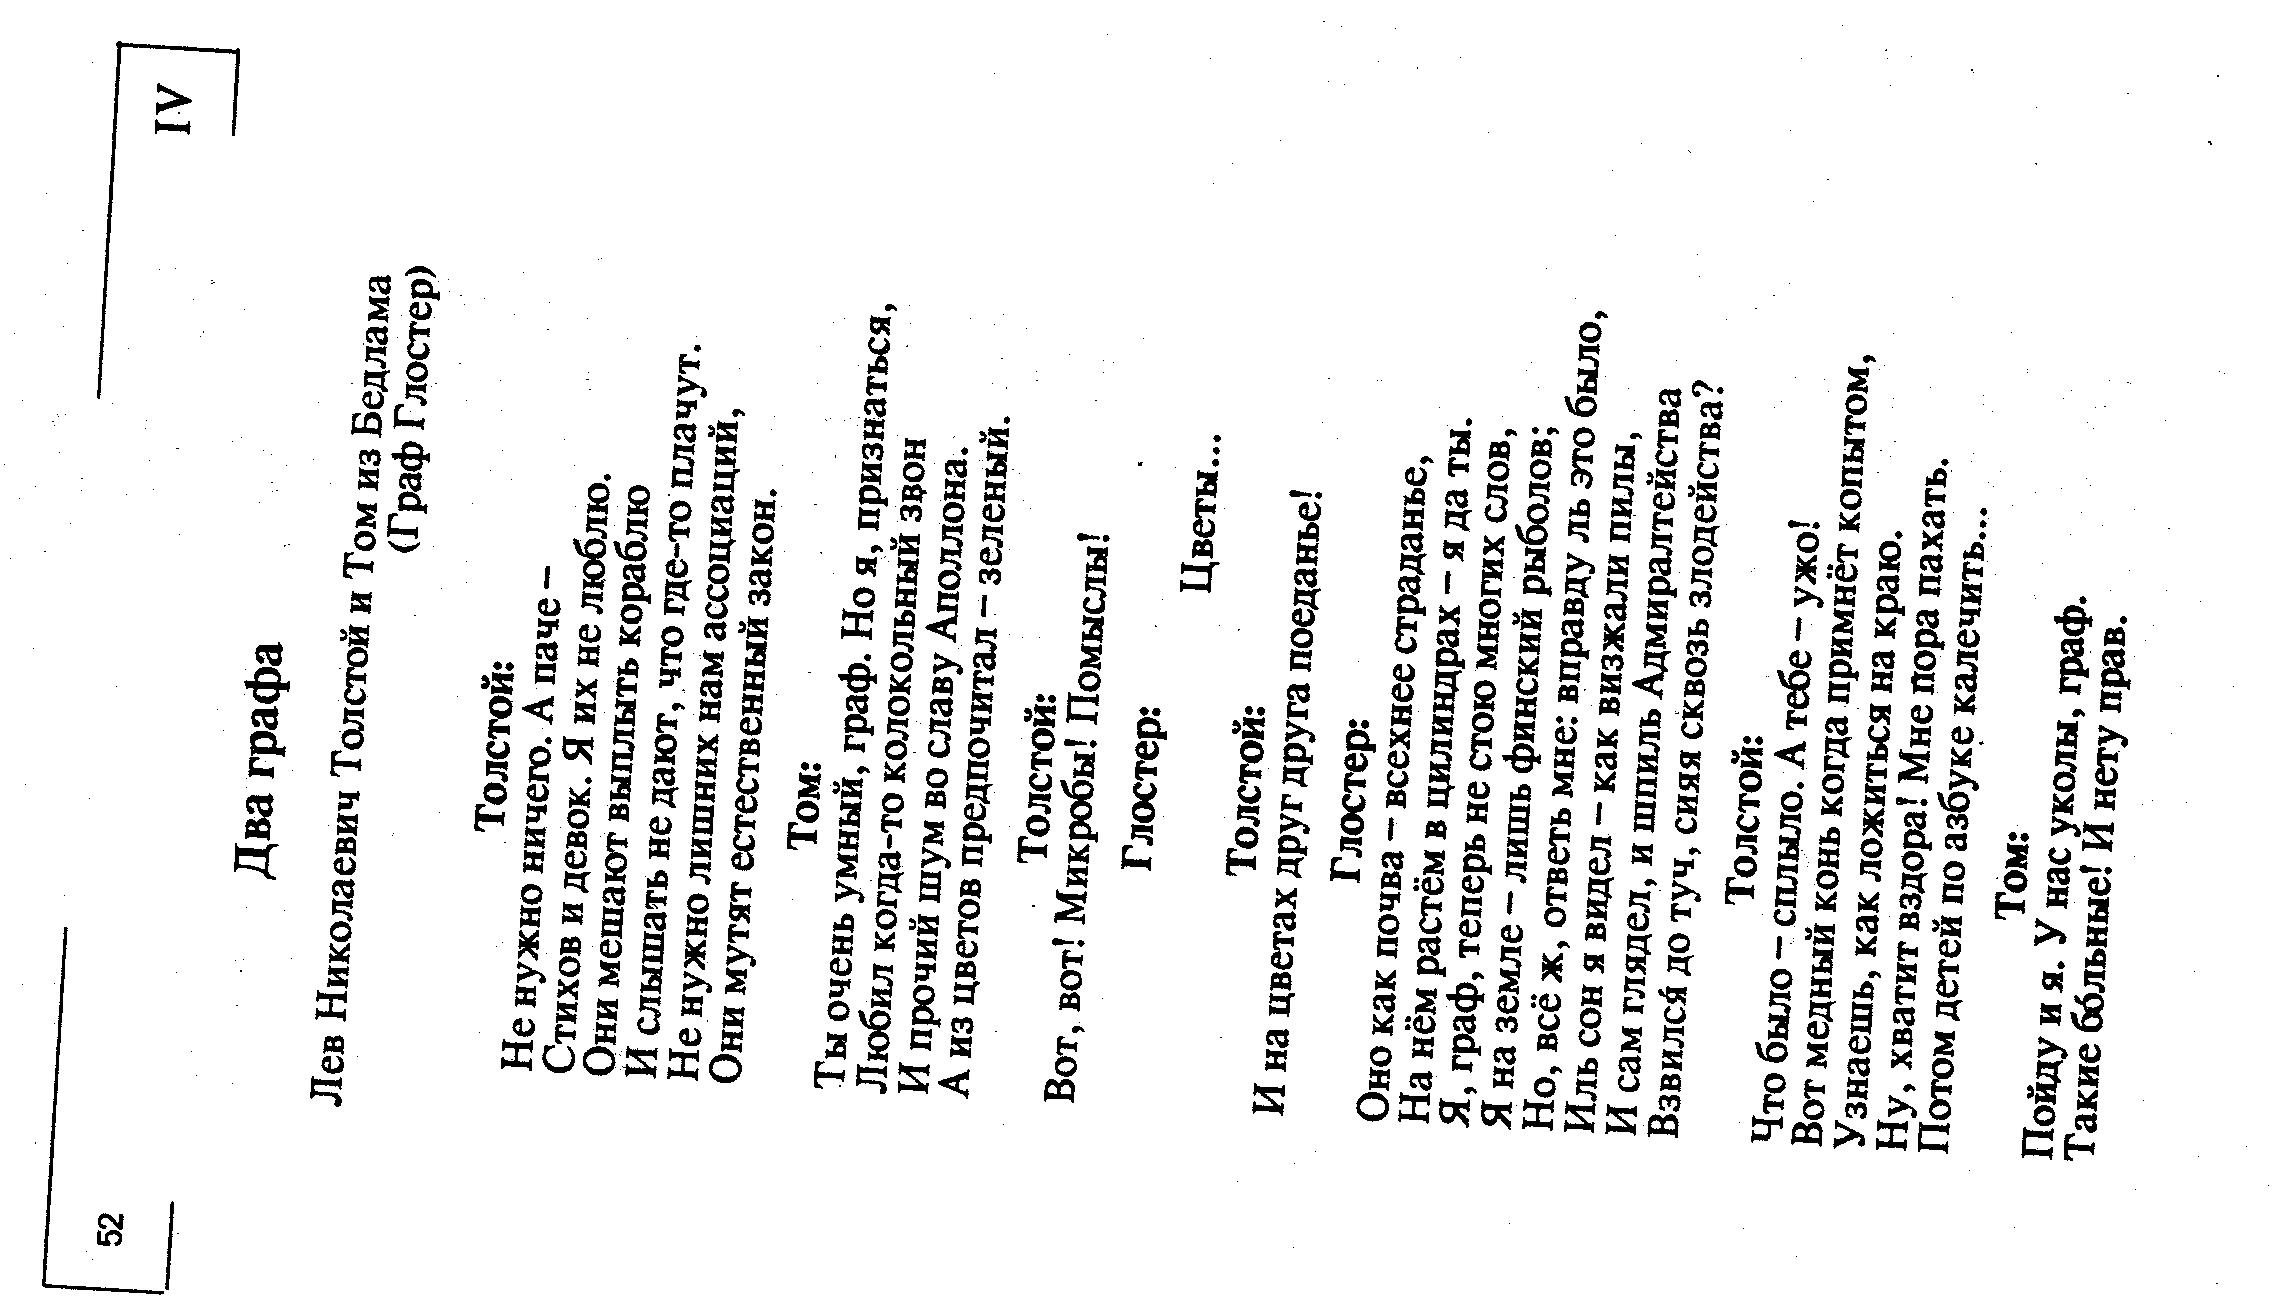 52
IV
Два графа
Лев Николаевич Толстой и Том из Бедлама
(Граф Глостер)
Толстой:
Не нужно ничего. А паче –
Стихов и девок. Я их не люблю.
Они мешают выплыть кораблю
И слышать не дают, что где-то плачут.
Не нужно лишних нам ассоциаций,
Они мутят естественный закон.
Том:
Ты очень умный, граф. Но я, признаться,
Любил когда-то колокольный звон
И прочий шум во славу Аполлона.
А из цветов предпочитал – зеленый.
Толстой:
Вот, вот! Микробы! Помыслы!
Глостер:
Цветы...
Толстой:
И на цветах друг друга поеданье!
Глостер:
Оно как почва – всехнее страданье,
На нём растём в цилиндрах – я да ты.
Я, граф, теперь не стою многих слов,
Я на земле – лишь финский рыболов;
Но, всё ж, ответь мне: вправду ль это было,
Иль сон я видел – как визжали пилы,
И сам глядел, и шпиль Адмиралтейства
Взвился до туч, сияя сквозь злодейства?
Толстой:
Что было – сплыло. А тебе – ужо!
Вот медный конь когда примнёт копытом,
Узнаешь, как ложиться на краю.
Ну, хватит вздора! Мне пора пахать.
Потом детей по азбуке калечить...
Том:
Пойду и я. У нас уколы, граф.
Такие бо́льные! И нету прав.